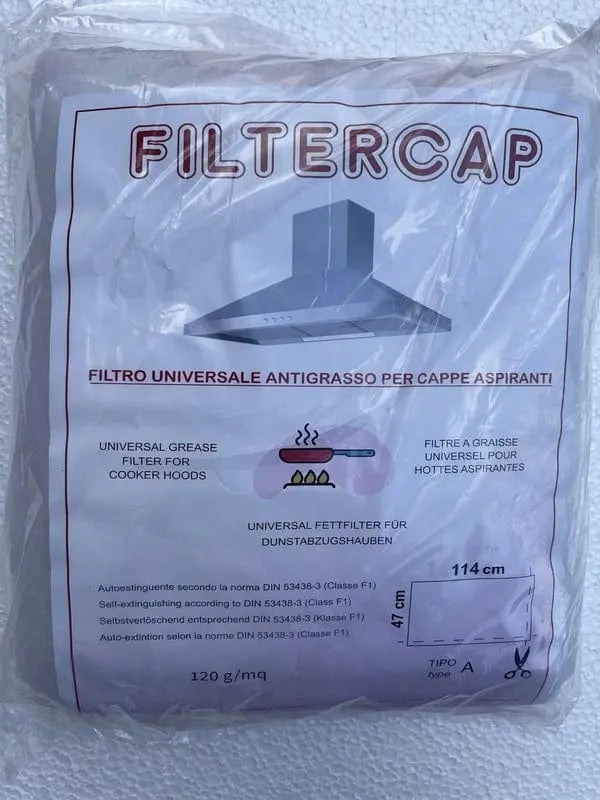 FILTERCAP
FILTRO UNIVERSALE ANTIGRASSO PER CAPPE ASPIRANTI
UNIVERSAL GREASE
FILTER FOR
COOKER HOODS
FILTRE A GRAISSE
UNIVERSEL POUR
HOTTES ASPIRANTES
UNIVERSAL FETTFILTER FÜR
DUNSTABZUGSHAUBEN
Autoestinguente secondo la norma DIN 53438-3 (Classe F1)
Self-extinguishing according to DIN 53438-3 (Class F1)
Selbstverlöschend entsprechend DIN 53438-3 (Klasse F1)
Auto-extintion selon la norme DIN 53438-3 (Classe F1)
114 cm
47 cm
120 g/mq
TIPO
type A